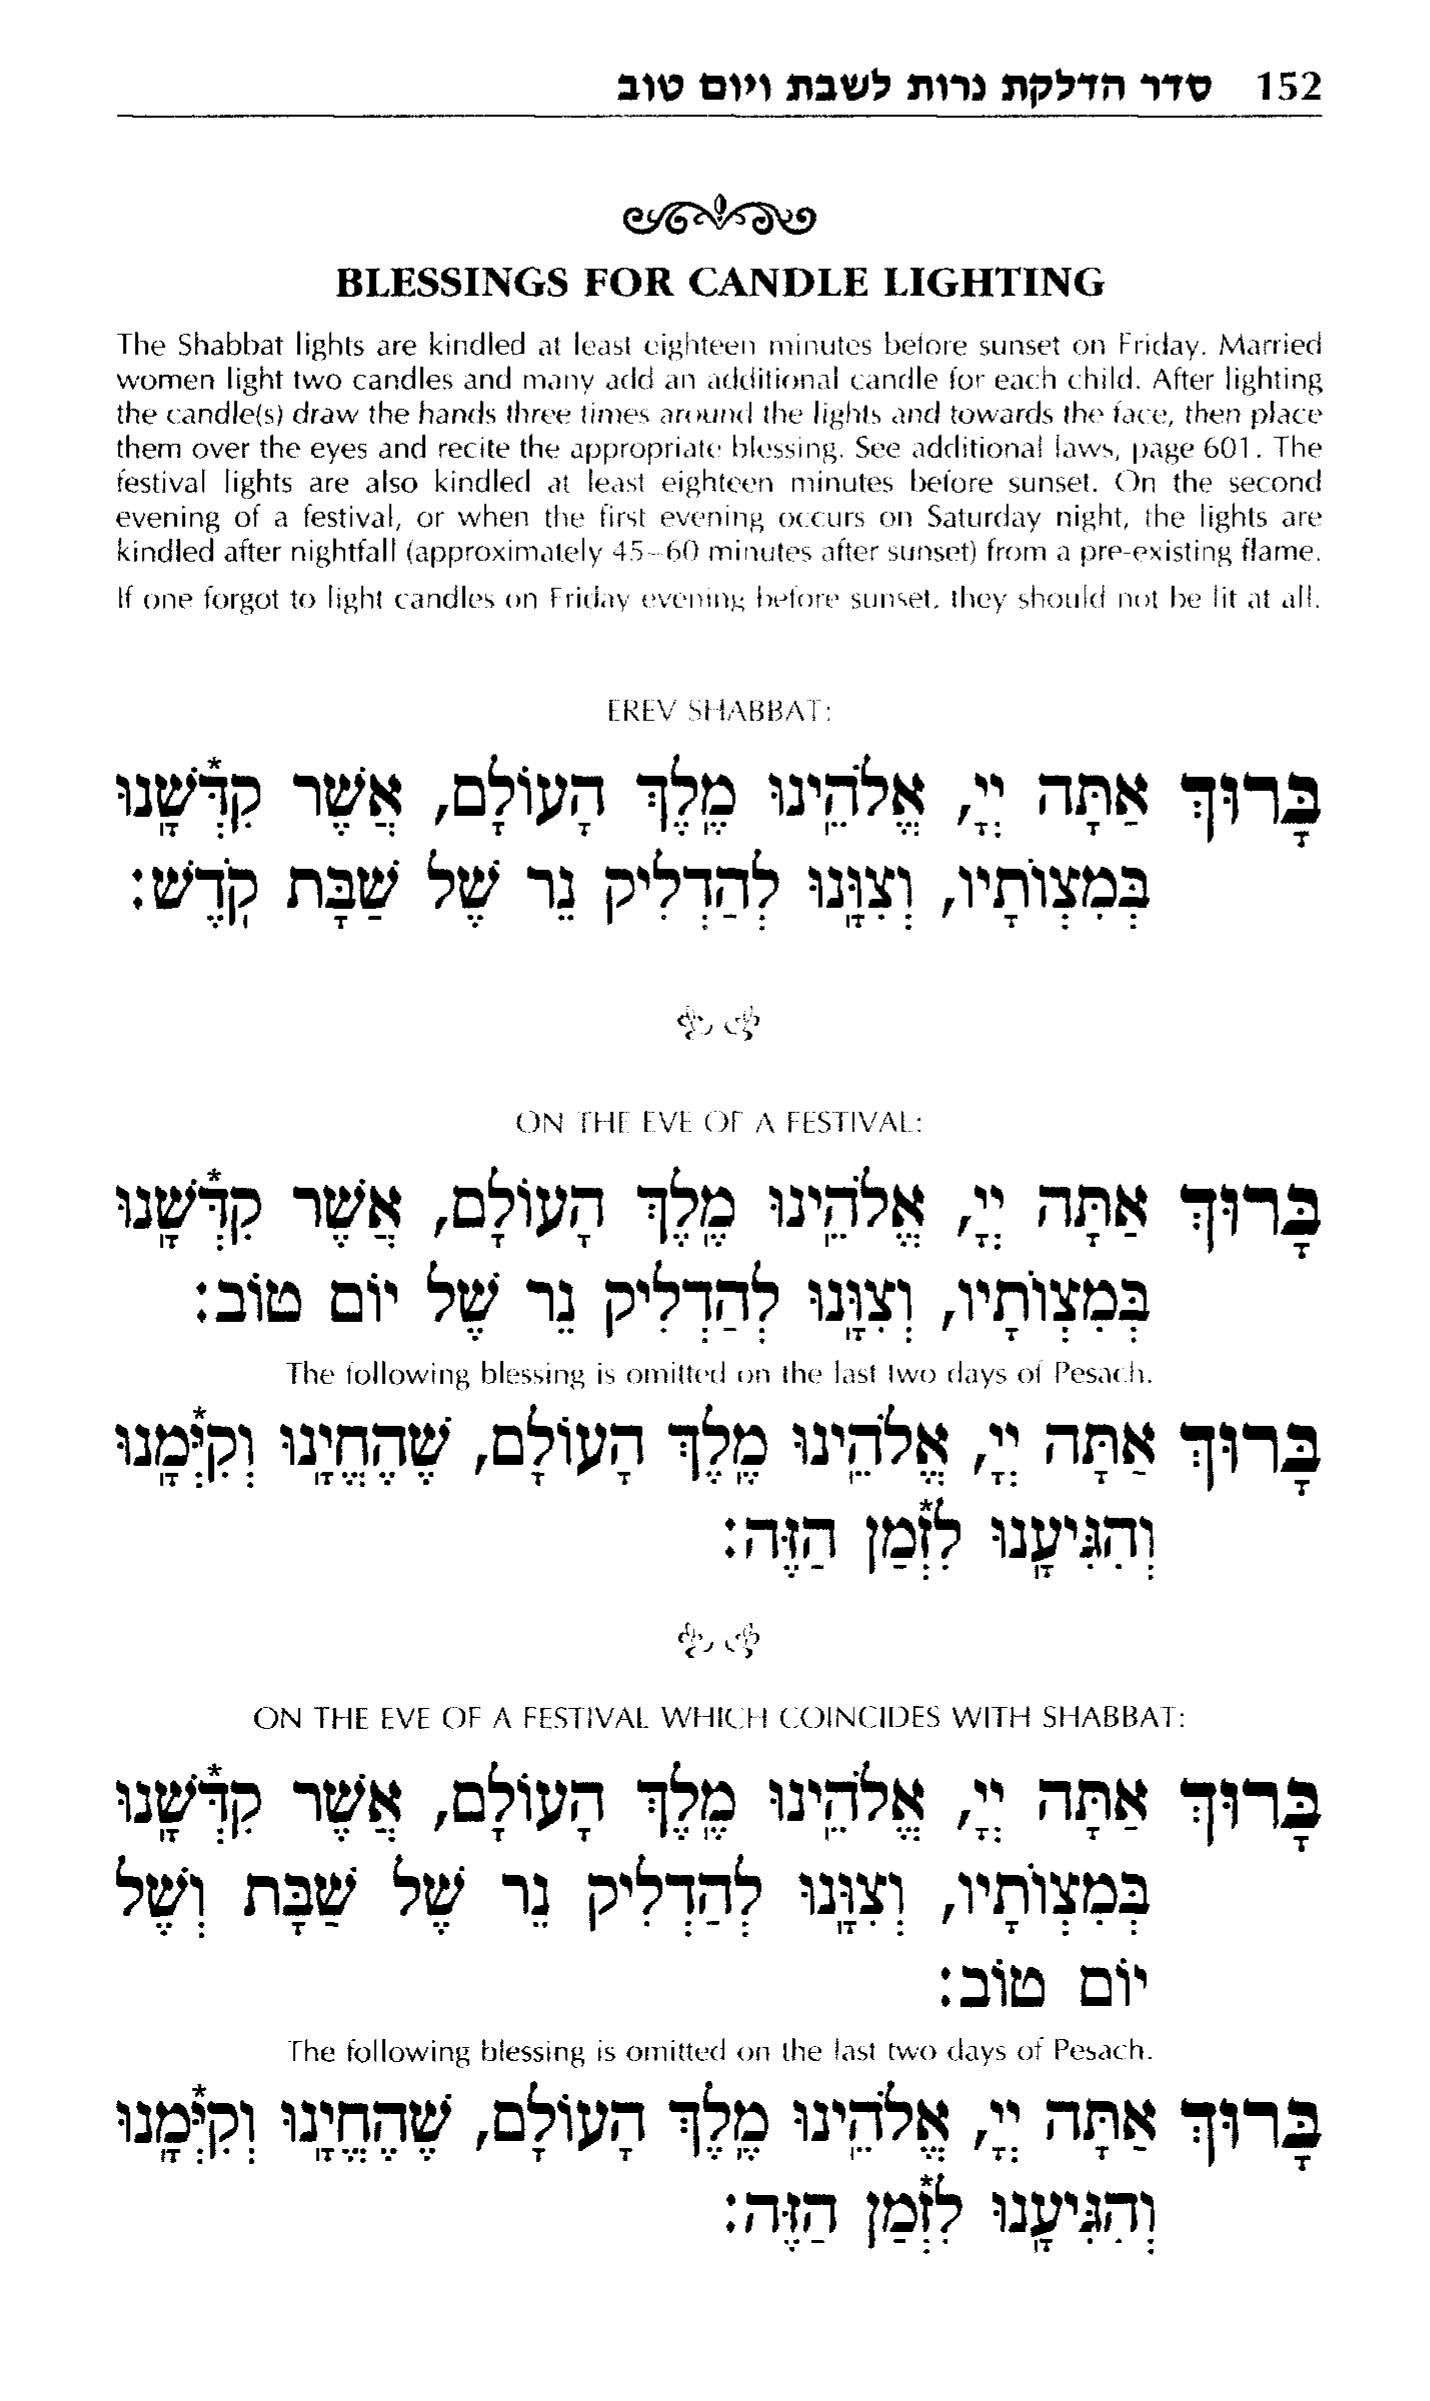 152 סדר הדלקת נרות לשבת ויום טוב
BLESSINGS FOR CANDLE LIGHTING
The Shabbat lights are kindled at least eighteen minutes before sunset on Friday. Married
women light two candles and many add an additional candle for each child. After lighting
the candle(s) draw the hands three times around the lights and towards the face, then place
them over the eyes and recite the appropriate blessing. See additional laws, page 601. The
festival lights are also kindled at least eighteen minutes before sunset. On the second
evening of a festival, or when the first evening occurs on Saturday night, the lights are
kindled after nightfall (approximately 45–60 minutes after sunset) from a pre-existing flame.
If one forgot to light candles on Friday evening before sunset, they should not be lit at all.
EREV SHABBAT:
בָּרוּךְ אַתָּה יְיָ, אֱלֹהֵֽינוּ מֶֽלֶךְ הָעוֹלָם, אֲשֶׁר קִדְּ*שָֽׁנוּ
בְּמִצְוֹתָיו, וְצִוָּֽנוּ לְהַדְלִיק נֵר שֶׁל שַׁבָּת קֹֽדֶשׁ:
ON THE EVE OF A FESTIVAL:
בָּרוּךְ אַתָּה יְיָ, אֱלֹהֵֽינוּ מֶֽלֶךְ הָעוֹלָם, אֲשֶׁר קִדְּ*שָֽׁנוּ
בְּמִצְוֹתָיו, וְצִוָּֽנוּ לְהַדְלִיק נֵר שֶׁל יוֹם טוֹב:
The following blessing is omitted on the last two days of Pesach.
בָּרוּךְ אַתָּה יְיָ, אֱלֹהֵֽינוּ מֶֽלֶךְ הָעוֹלָם, שֶׁהֶחֱיָֽנוּ וְקִיְּ*מָֽנוּ
וְהִגִּיעָֽנוּ לִזְ*מַן הַזֶּה:
ON THE EVE OF A FESTIVAL WHICH COINCIDES WITH SHABBAT:
בָּרוּךְ אַתָּה יְיָ, אֱלֹהֵֽינוּ מֶֽלֶךְ הָעוֹלָם, אֲשֶׁר קִדְּ*שָֽׁנוּ
בְּמִצְוֹתָיו, וְצִוָּֽנוּ לְהַדְלִיק נֵר שֶׁל שַׁבָּת וְשֶׁל
יוֹם טוֹב:
The following blessing is omitted on the last two days of Pesach.
בָּרוּךְ אַתָּה יְיָ, אֱלֹהֵֽינוּ מֶֽלֶךְ הָעוֹלָם, שֶׁהֶחֱיָֽנוּ וְקִיְּ*מָֽנוּ
וְהִגִּיעָֽנוּ לִזְ*מַן הַזֶּה: